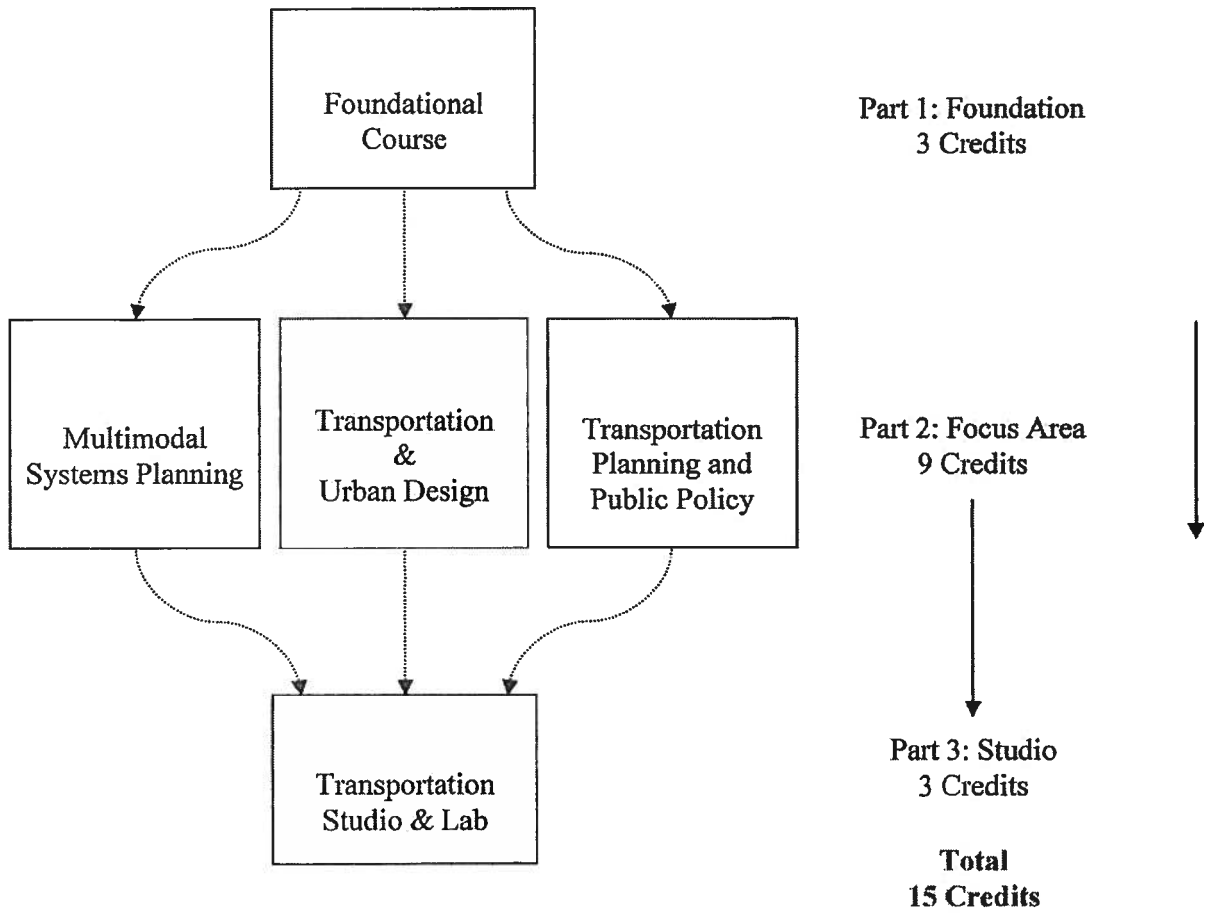 Foundational
Course
Part 1: Foundation
3 Credits
Multimodal
Systems Planning
Transportation
&
Urban Design
Transportation
Planning and
Public Policy
Part 2: Focus Area
9 Credits
Transportation
Studio & Lab
Part 3: Studio
3 Credits
Total
15 Credits